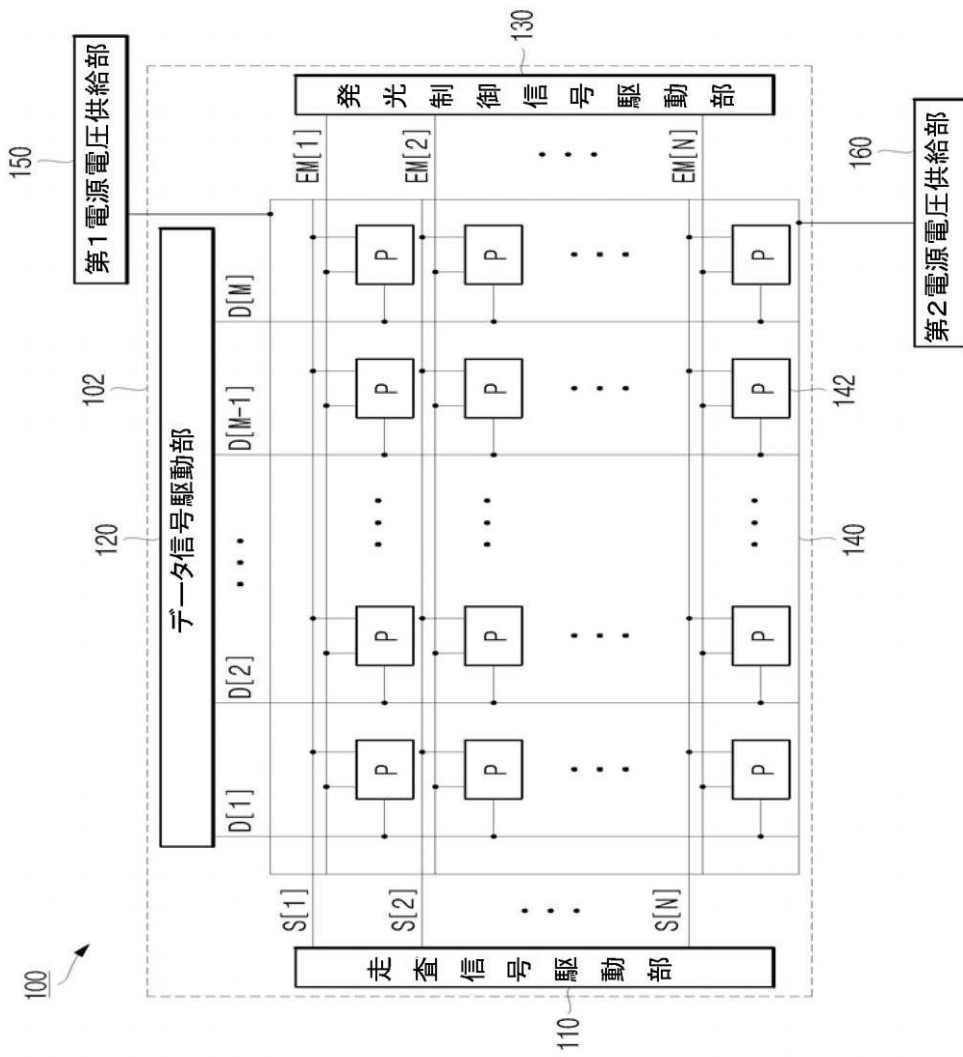 100
150
第1電源電圧供給部
120
102
データ信号駆動部
D[1]
D[2]
• • •
D[M-1]
D[M]
110
走査信号駆動部
130
発光制御信号駆動部
S[1]
EM[1]
P
P
• • •
P
P
S[2]
EM[2]
P
P
• • •
P
P
• • •
• • •
• • •
• • •
• • •
• • •
S[N]
EM[N]
P
P
• • •
P
P
140
142
160
第2電源電圧供給部